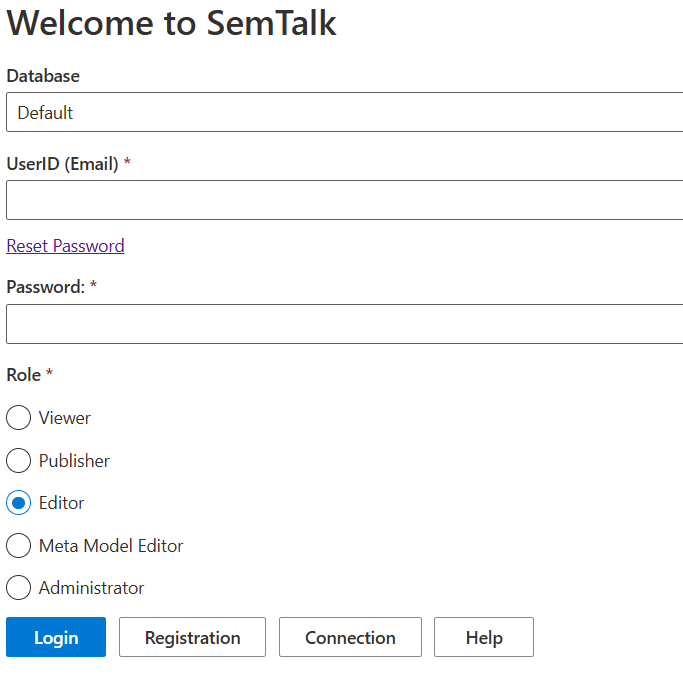 Welcome to SemTalk
Database
Default
UserID (Email) *
Reset Password
Password: *
Role *
Viewer
Publisher
Editor
Meta Model Editor
Administrator
Login Registration Connection Help